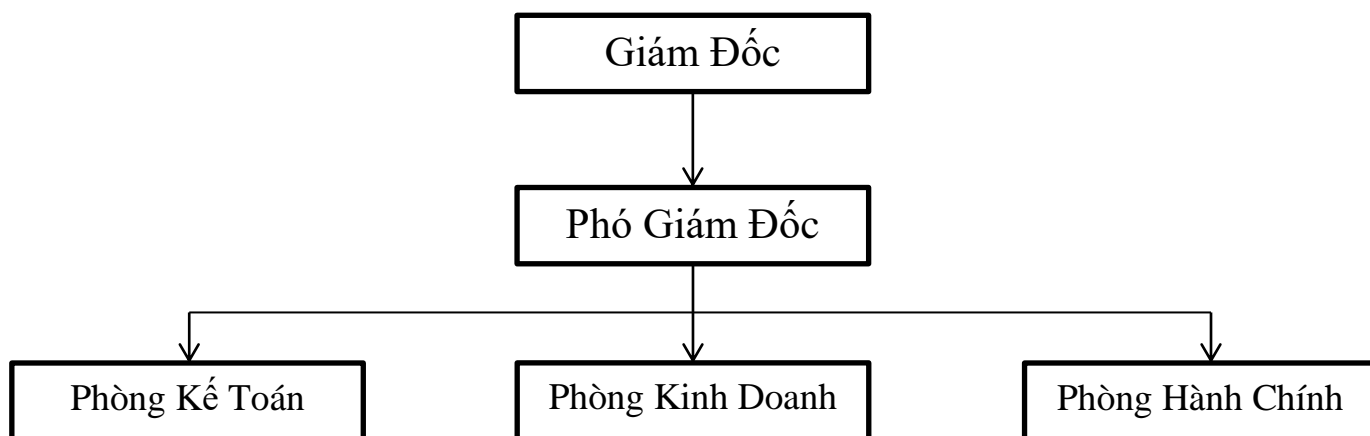 Giám Đốc
Phó Giám Đốc
Phòng Kế Toán
Phòng Kinh Doanh
Phòng Hành Chính